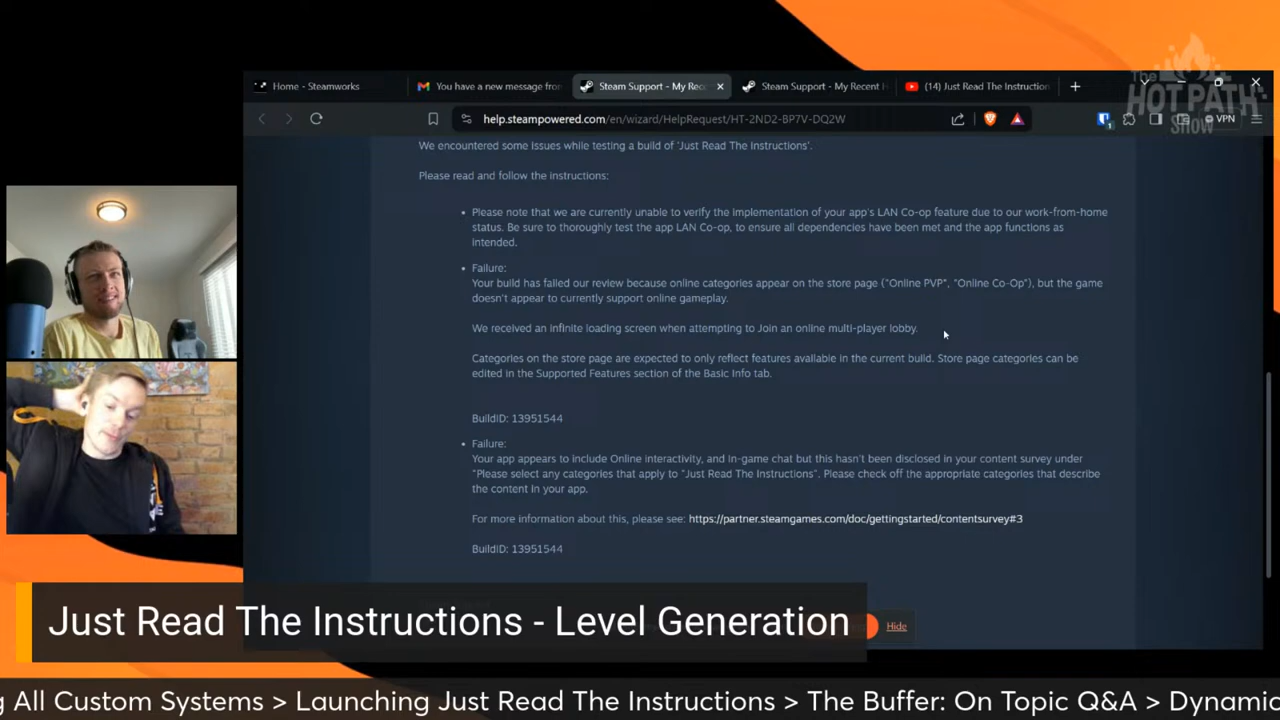 The
HOT PATH
Show
Home - Steamworks
You have a new message fro
Steam Support - My Rec
Steam Support - My Recent H
(14) Just Read The Instruction
help.steampowered.com/en/wizard/HelpRequest/HT-2ND2-BP7V-DQ2W
1
VPN
We encountered some issues while testing a build of 'Just Read The Instructions'.
Please read and follow the instructions:
• Please note that we are currently unable to verify the implementation of your app's LAN Co-op feature due to our work-from-home
status. Be sure to thoroughly test the app LAN Co-op, to ensure all dependencies have been met and the app functions as
intended.
• Failure:
Your build has failed our review because online categories appear on the store page ("Online PVP", "Online Co-Op"), but the game
doesn't appear to currently support online gameplay.
We received an infinite loading screen when attempting to Join an online multi-player lobby.
Categories on the store page are expected to only reflect features available in the current build. Store page categories can be
edited in the Supported Features section of the Basic Info tab.
BuildID: 13951544
• Failure:
Your app appears to include Online interactivity, and in-game chat but this hasn't been disclosed in your content survey under
"Please select any categories that apply to "Just Read The Instructions". Please check off the appropriate categories that describe
the content in your app.
For more information about this, please see: https://partner.steamgames.com/doc/gettingstarted/contentsurvey#3
BuildID: 13951544
Hide
Just Read The Instructions - Level Generation
g All Custom Systems > Launching Just Read The Instructions > The Buffer: On Topic Q&A > Dynamic